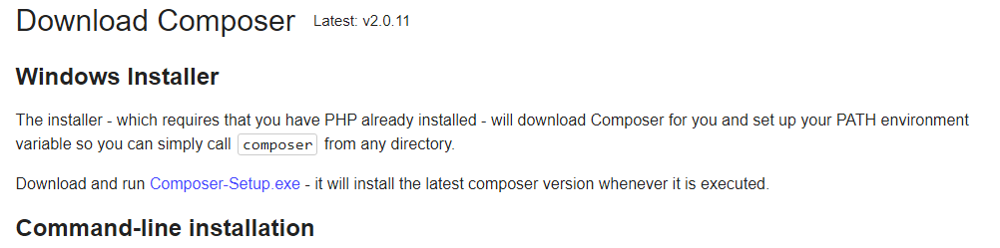 Download Composer Latest: v2.0.11
Windows Installer
The installer - which requires that you have PHP already installed - will download Composer for you and set up your PATH environment
variable so you can simply call composer from any directory.
Download and run Composer-Setup.exe - it will install the latest composer version whenever it is executed.
Command-line installation